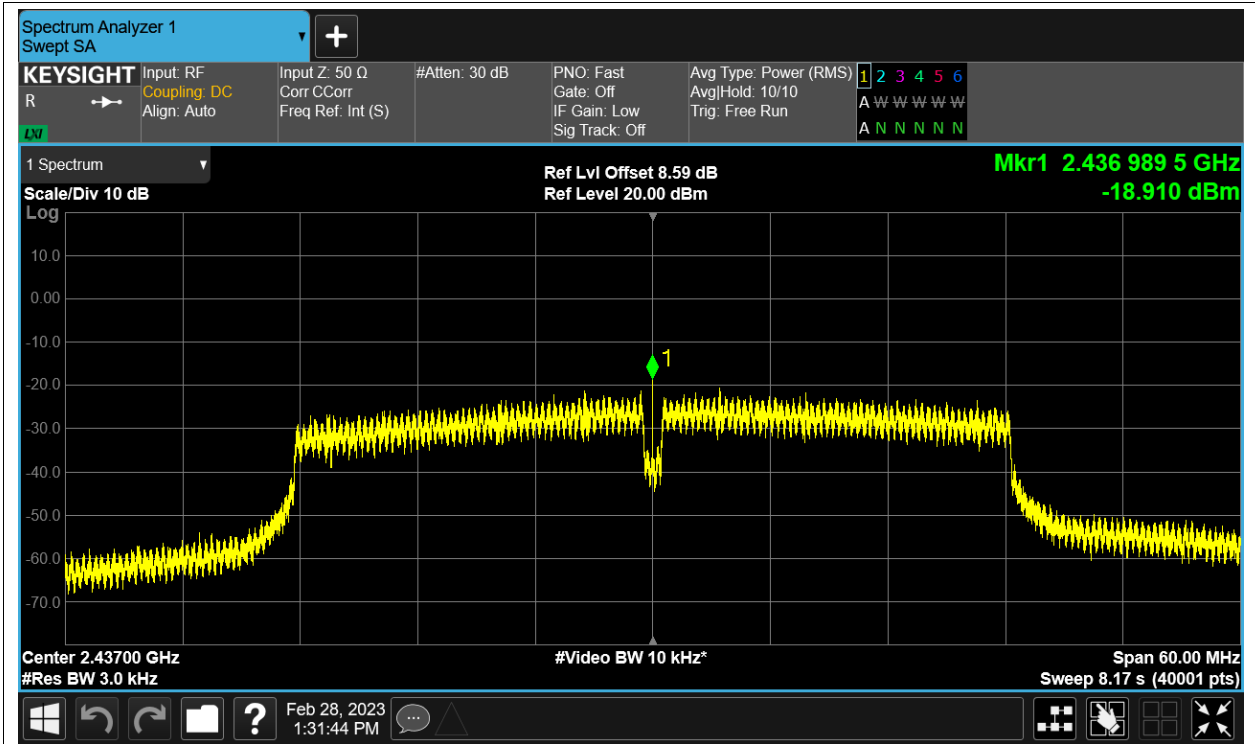 Spectrum Analyzer 1
Swept SA
KEYSIGHT
R
LXI
Input: RF
Coupling: DC
Align: Auto
Input Z: 50 Ω
Corr CCorr
Freq Ref: Int (S)
#Atten: 30 dB
PNO: Fast
Gate: Off
IF Gain: Low
Sig Track: Off
Avg Type: Power (RMS)
Avg|Hold: 10/10
Trig: Free Run
1 2 3 4 5 6
A W W W W W
A N N N N N
1 Spectrum
Scale/Div 10 dB
Log
Ref Lvl Offset 8.59 dB
Ref Level 20.00 dBm
Mkr1 2.436 989 5 GHz
-18.910 dBm
10.0
0.00
-10.0
-20.0
-30.0
-40.0
-50.0
-60.0
-70.0
1
Center 2.43700 GHz
#Res BW 3.0 kHz
#Video BW 10 kHz*
Span 60.00 MHz
Sweep 8.17 s (40001 pts)
?
Feb 28, 2023
1:31:44 PM